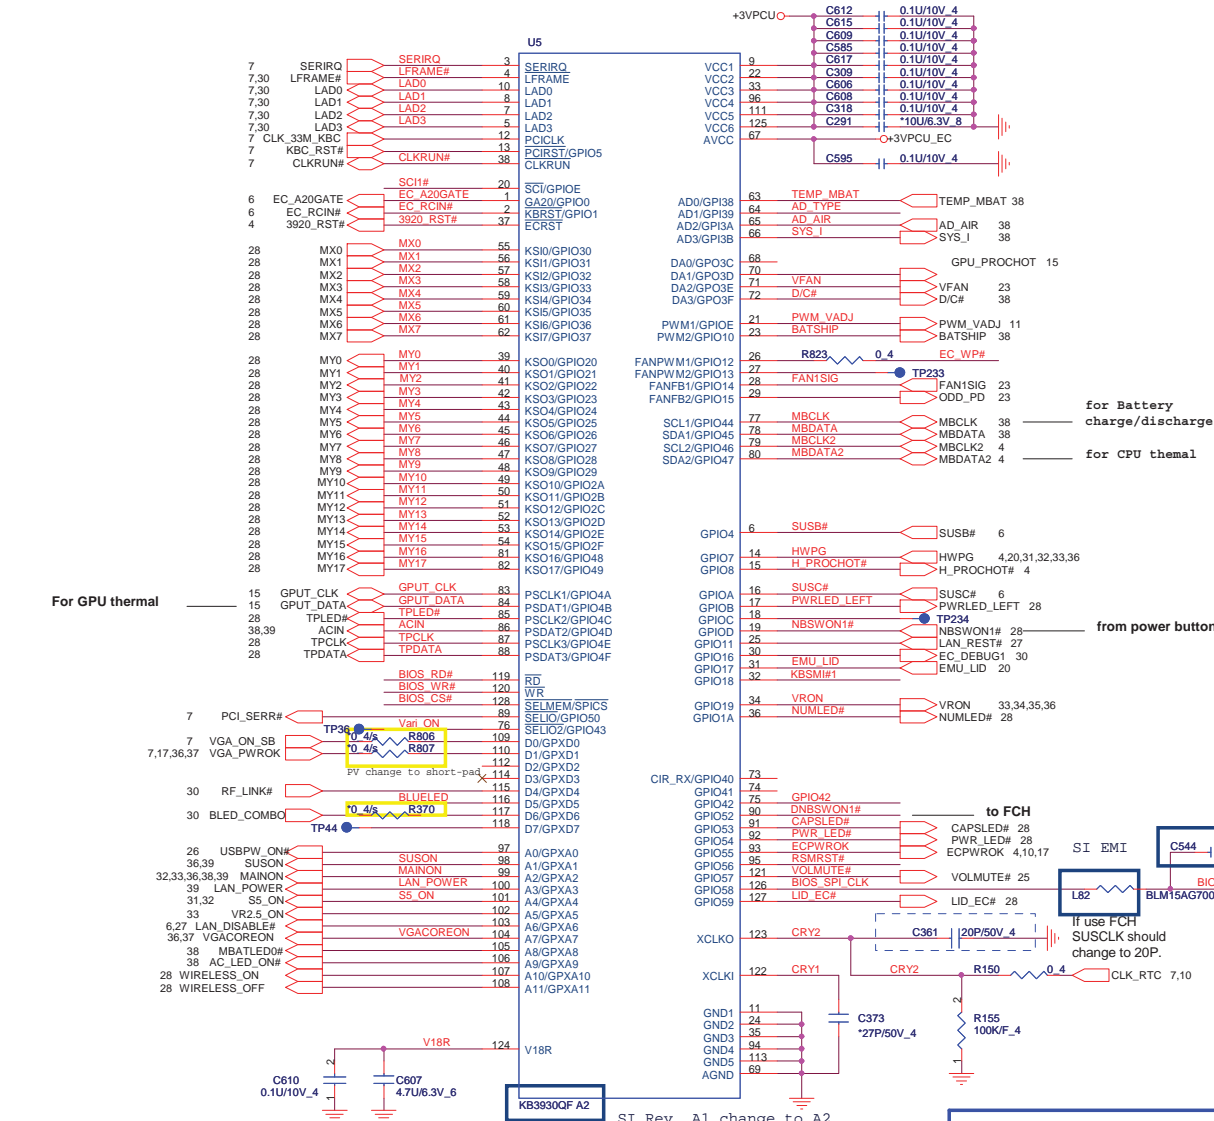 +3VPCU
C612 0.1U/10V_4
C615 0.1U/10V_4
C609 0.1U/10V_4
C585 0.1U/10V_4
C617 0.1U/10V_4
C309 0.1U/10V_4
C606 0.1U/10V_4
C608 0.1U/10V_4
C318 0.1U/10V_4
C291 *10U/6.3V_8
+3VPCU_EC
C595 0.1U/10V_4
U5
7 SERIRQ SERIRQ 3 SERIRQ
7,30 LFRAME# LFRAME# 4 LFRAME
7,30 LAD0 LAD0 10 LAD0
7,30 LAD1 LAD1 8 LAD1
7,30 LAD2 LAD2 7 LAD2
7,30 LAD3 LAD3 5 LAD3
7 CLK_33M_KBC 12 PCICLK
7 KBC_RST# 13 PCIRST/GPIO5
7 CLKRUN# CLKRUN# 38 CLKRUN
SCI1# 20 SCI/GPIOE
6 EC_A20GATE EC_A20GATE 1 GA20/GPIO0
6 EC_RCIN# EC_RCIN# 2 KBRST/GPIO1
4 3920_RST# 3920_RST# 37 ECRST
28 MX0 MX0 55 KSI0/GPIO30
28 MX1 MX1 56 KSI1/GPIO31
28 MX2 MX2 57 KSI2/GPIO32
28 MX3 MX3 58 KSI3/GPIO33
28 MX4 MX4 59 KSI4/GPIO34
28 MX5 MX5 60 KSI5/GPIO35
28 MX6 MX6 61 KSI6/GPIO36
28 MX7 MX7 62 KSI7/GPIO37
28 MY0 MY0 39 KSO0/GPIO20
28 MY1 MY1 40 KSO1/GPIO21
28 MY2 MY2 41 KSO2/GPIO22
28 MY3 MY3 42 KSO3/GPIO23
28 MY4 MY4 43 KSO4/GPIO24
28 MY5 MY5 44 KSO5/GPIO25
28 MY6 MY6 45 KSO6/GPIO26
28 MY7 MY7 46 KSO7/GPIO27
28 MY8 MY8 47 KSO8/GPIO28
28 MY9 MY9 48 KSO9/GPIO29
28 MY10 MY10 49 KSO10/GPIO2A
28 MY11 MY11 50 KSO11/GPIO2B
28 MY12 MY12 51 KSO12/GPIO2C
28 MY13 MY13 52 KSO13/GPIO2D
28 MY14 MY14 53 KSO14/GPIO2E
28 MY15 MY15 54 KSO15/GPIO2F
28 MY16 MY16 81 KSO16/GPIO48
28 MY17 MY17 82 KSO17/GPIO49
For GPU thermal
15 GPUT_CLK GPUT_CLK 83 PSCLK1/GPIO4A
15 GPUT_DATA GPUT_DATA 84 PSDAT1/GPIO4B
28 TPLED# TPLED# 85 PSCLK2/GPIO4C
38,39 ACIN ACIN 86 PSDAT2/GPIO4D
28 TPCLK TPCLK 87 PSCLK3/GPIO4E
28 TPDATA TPDATA 88 PSDAT3/GPIO4F
BIOS_RD# 119 RD
BIOS_WR# 120 WR
BIOS_CS# 128 SELMEM/SPICS
7 PCI_SERR# 89 SELIO/GPIO50
TP36 Vari_ON 76 SELIO2/GPIO43
7 VGA_ON_SB *0_4/s R806 109 D0/GPXD0
7,17,36,37 VGA_PWROK *0_4/s R807 110 D1/GPXD1
112 D2/GPXD2
PV change to short-pad 114 D3/GPXD3
30 RF_LINK# 115 D4/GPXD4
BLUELED 116 D5/GPXD5
30 BLED_COMBO *0_4/s R370 117 D6/GPXD6
TP44 118 D7/GPXD7
26 USBPW_ON# 97 A0/GPXA0
36,39 SUSON SUSON 98 A1/GPXA1
32,33,36,38,39 MAINON MAINON 99 A2/GPXA2
39 LAN_POWER LAN_POWER 100 A3/GPXA3
31,32 S5_ON S5_ON 101 A4/GPXA4
33 VR2.5_ON 102 A5/GPXA5
6,27 LAN_DISABLE# 103 A6/GPXA6
36,37 VGACOREON VGACOREON 104 A7/GPXA7
38 MBATLED0# 105 A8/GPXA8
38 AC_LED_ON# 106 A9/GPXA9
28 WIRELESS_ON 107 A10/GPXA10
28 WIRELESS_OFF 108 A11/GPXA11
V18R 124 V18R
2
1
C610 0.1U/10V_4
C607 4.7U/6.3V_6
KB3930QF A2
SI Rev. A1 change to A2
VCC1 9
VCC2 22
VCC3 33
VCC4 96
VCC5 111
VCC6 125
AVCC 67
AD0/GPI38 63 TEMP_MBAT TEMP_MBAT 38
AD1/GPI39 64 AD_TYPE
AD2/GPI3A 65 AD_AIR AD_AIR 38
AD3/GPI3B 66 SYS_I SYS_I 38
DA0/GPO3C 68
GPU_PROCHOT 15
DA1/GPO3D 70
DA2/GPO3E 71 VFAN VFAN 23
DA3/GPO3F 72 D/C# D/C# 38
PWM1/GPIOE 21 PWM_VADJ PWM_VADJ 11
PWM2/GPIO10 23 BATSHIP BATSHIP 38
FANPWM1/GPIO12 26 R823 0_4 EC_WP#
FANPWM2/GPIO13 27 TP233
FANFB1/GPIO14 28 FAN1SIG FAN1SIG 23
FANFB2/GPIO15 29 ODD_PD 23
SCL1/GPIO44 77 MBCLK MBCLK 38
SDA1/GPIO45 78 MBDATA MBDATA 38
SCL2/GPIO46 79 MBCLK2 MBCLK2 4
SDA2/GPIO47 80 MBDATA2 MBDATA2 4
for Battery
charge/discharge
for CPU themal
GPIO4 6 SUSB# SUSB# 6
GPIO7 14 HWPG HWPG 4,20,31,32,33,36
GPIO8 15 H_PROCHOT# H_PROCHOT# 4
GPIOA 16 SUSC# SUSC# 6
GPIOB 17 PWRLED_LEFT PWRLED_LEFT 28
GPIOC 18 TP234
GPIOD 19 NBSWON1# NBSWON1# 28 from power button
GPIO11 25 LAN_REST# 27
GPIO16 30 EC_DEBUG1 30
GPIO17 31 EMU_LID EMU_LID 20
GPIO18 32 KBSMI#1
GPIO19 34 VRON VRON 33,34,35,36
GPIO1A 36 NUMLED# NUMLED# 28
CIR_RX/GPIO40 73
GPIO41 74
GPIO42 75 GPIO42
GPIO52 90 DNBSWON1# to FCH
GPIO53 91 CAPSLED# CAPSLED# 28
GPIO54 92 PWR_LED# PWR_LED# 28
GPIO55 93 ECPWROK ECPWROK 4,10,17
GPIO56 95 RSMRST#
GPIO57 121 VOLMUTE# VOLMUTE# 25
GPIO58 126 BIOS_SPI_CLK
GPIO59 127 LID_EC# LID_EC# 28
SI EMI
C544
L82 BLM15AG700
BIO
XCLKO 123 CRY2 C361 20P/50V_4
If use FCH
SUSCLK should
change to 20P.
XCLKI 122 CRY1 CRY2 R150 0_4 CLK_RTC 7,10
C373
*27P/50V_4
2
R155
100K/F_4
1
GND1 11
GND2 24
GND3 35
GND4 94
GND5 113
AGND 69